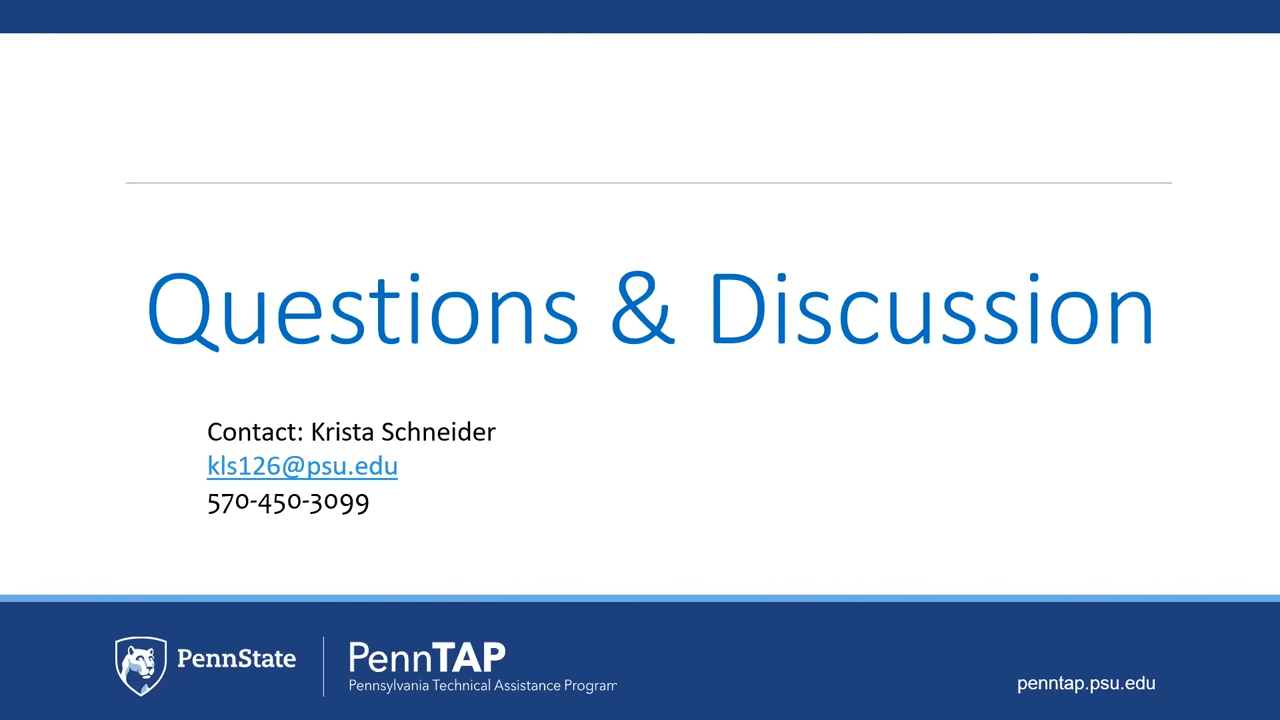 Questions & Discussion
Contact: Krista Schneider
kls126@psu.edu
570-450-3099
PennState
PennTAP
Pennsylvania Technical Assistance Program
penntap.psu.edu